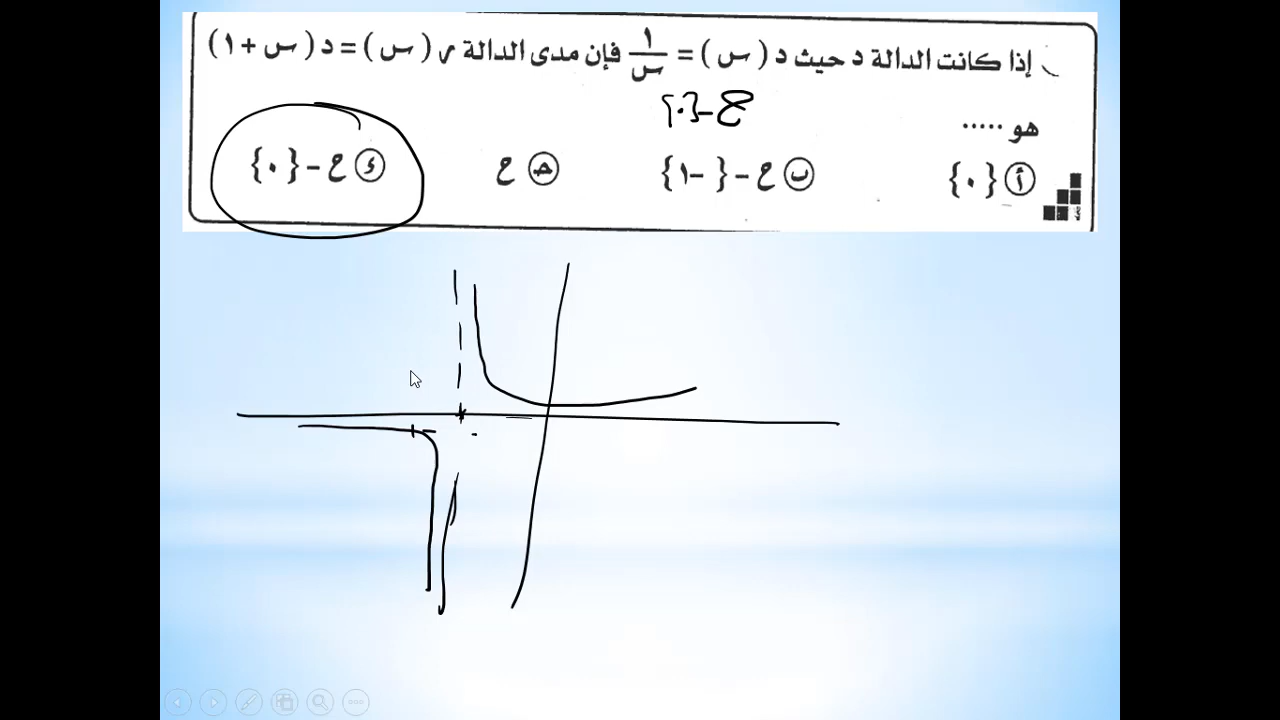 إذا كانت الدالة د حيث د (س) = ١/س فإن مدى الدالة ر (س) = د (س + ١)
هو .....
ح - {٠}
أ {٠} ب ح - {-١} ج ح د ح - {٠}